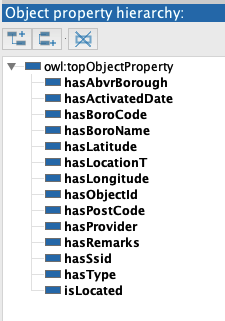 Object property hierarchy:
owl:topObjectProperty
hasAbvrBorough
hasActivatedDate
hasBoroCode
hasBoroName
hasLatitude
hasLocationT
hasLongitude
hasObjectId
hasPostCode
hasProvider
hasRemarks
hasSsid
hasType
isLocated